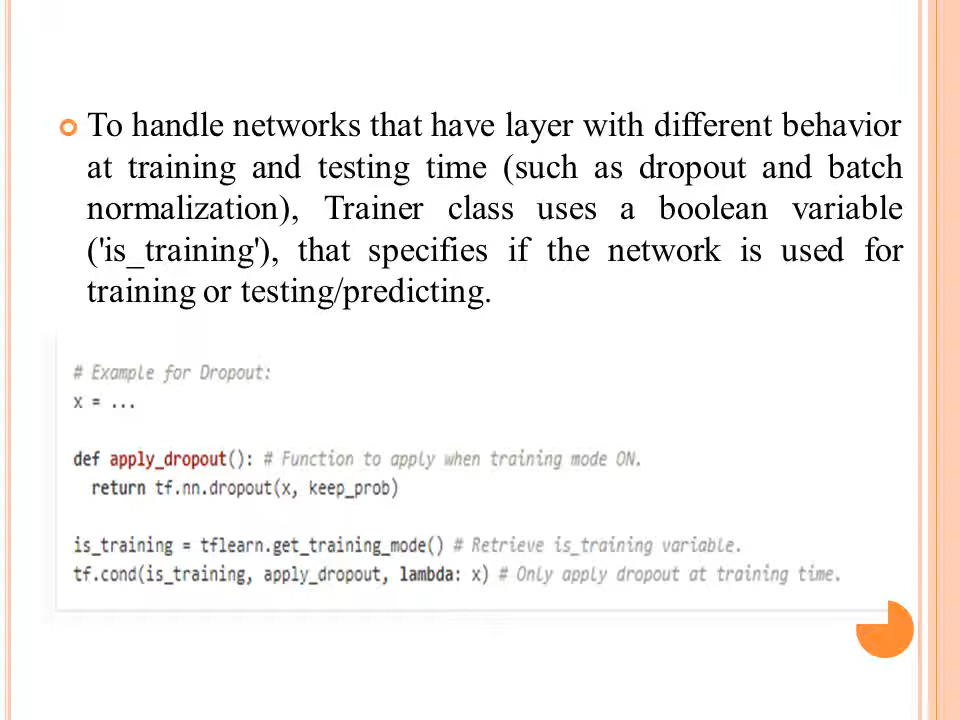 To handle networks that have layer with different behavior
at training and testing time (such as dropout and batch
normalization), Trainer class uses a boolean variable
('is_training'), that specifies if the network is used for
training or testing/predicting.
# Example for Dropout:
x = ...
def apply_dropout(): # Function to apply when training mode ON.
return tf.nn.dropout(x, keep_prob)
is_training = tflearn.get_training_mode() # Retrieve is_training variable.
tf.cond(is_training, apply_dropout, lambda: x) # Only apply dropout at training time.